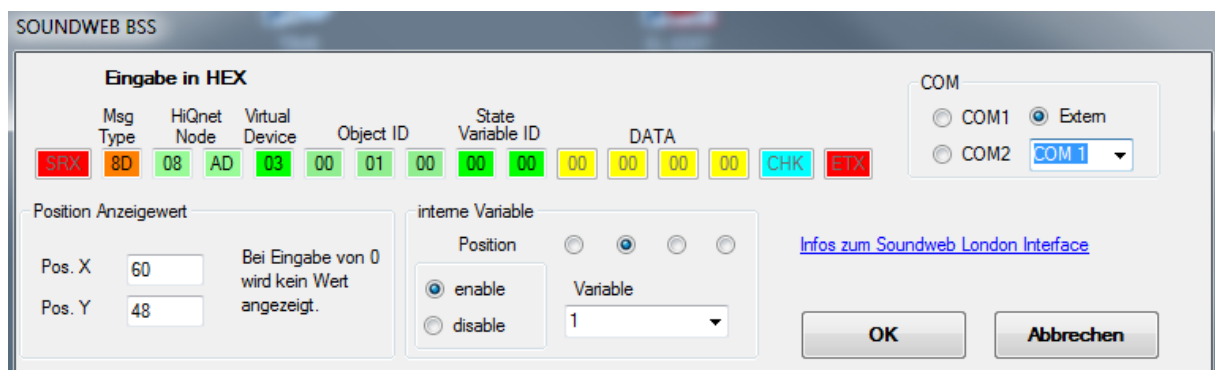 SOUNDWEB BSS
Eingabe in HEX
Msg Type
HiQnet Node
Virtual Device
Object ID
State Variable ID
DATA
SRX 8D 08 AD 03 00 01 00 00 00 00 00 00 00 CHK ETX
COM
COM1 Extern
COM2 COM 1
Position Anzeigewert
Pos. X 60
Pos. Y 48
Bei Eingabe von 0
wird kein Wert
angezeigt.
interne Variable
Position
enable
disable
Variable
1
Infos zum Soundweb London Interface
OK Abbrechen